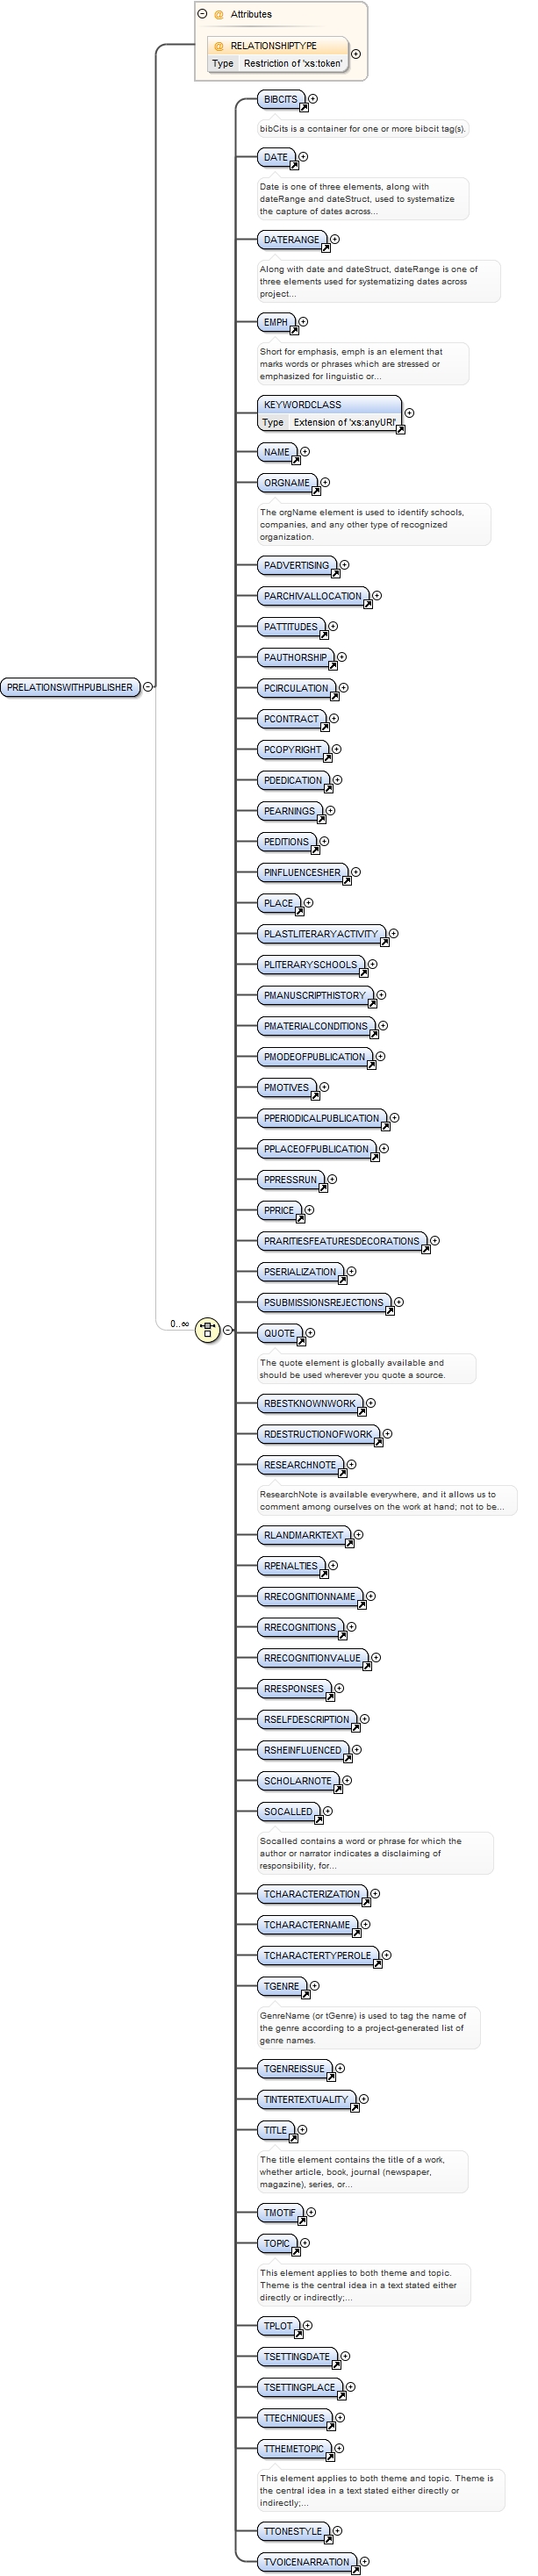 Attributes
@ RELATIONSHIPTYPE
Type Restriction of 'xs:token'
BIBCITS
bibCits is a container for one or more bibcit tag(s).
DATE
Date is one of three elements, along with
dateRange and dateStruct, used to systematize
the capture of dates across...
DATERANGE
Along with date and dateStruct, dateRange is one of
three elements used for systematizing dates across
project...
EMPH
Short for emphasis, emph is an element that
marks words or phrases which are stressed or
emphasized for linguistic or...
KEYWORDCLASS
Type Extension of 'xs:anyURI'
NAME
ORGNAME
The orgName element is used to identify schools,
companies, and any other type of recognized
organization.
PADVERTISING
PARCHIVALLOCATION
PATTITUDES
PAUTHORSHIP
PRELATIONSWITHPUBLISHER
PCIRCULATION
PCONTRACT
PCOPYRIGHT
PDEDICATION
PEARNINGS
PEDITIONS
PINFLUENCESHER
PLACE
PLASTLITERARYACTIVITY
PLITERARYSCHOOLS
PMANUSCRIPTHISTORY
PMATERIALCONDITIONS
PMODEOFPUBLICATION
PMOTIVES
PPERIODICALPUBLICATION
PPLACEOFPUBLICATION
PPRESSRUN
PPRICE
PRARITIESFEATURESDECORATIONS
PSERIALIZATION
PSUBMISSIONSREJECTIONS
0..∞
QUOTE
The quote element is globally available and
should be used wherever you quote a source.
RBESTKNOWNWORK
RDESTRUCTIONOFWORK
RESEARCHNOTE
ResearchNote is available everywhere, and it allows us to
comment among ourselves on the work at hand; not to be...
RLANDMARKTEXT
RPENALTIES
RRECOGNITIONNAME
RRECOGNITIONS
RRECOGNITIONVALUE
RRESPONSES
RSELFDESCRIPTION
RSHEINFLUENCED
SCHOLARNOTE
SOCALLED
Socalled contains a word or phrase for which the
author or narrator indicates a disclaiming of
responsibility, for...
TCHARACTERIZATION
TCHARACTERNAME
TCHARACTERTYPEROLE
TGENRE
GenreName (or tGenre) is used to tag the name of
the genre according to a project-generated list of
genre names.
TGENREISSUE
TINTERTEXTUALITY
TITLE
The title element contains the title of a work,
whether article, book, journal (newspaper,
magazine), series, or...
TMOTIF
TOPIC
This element applies to both theme and topic.
Theme is the central idea in a text stated either
directly or indirectly;...
TPLOT
TSETTINGDATE
TSETTINGPLACE
TTECHNIQUES
TTHEMETOPIC
This element applies to both theme and topic. Theme is
the central idea in a text stated either directly or
indirectly;...
TTONESTYLE
TVOICENARRATION